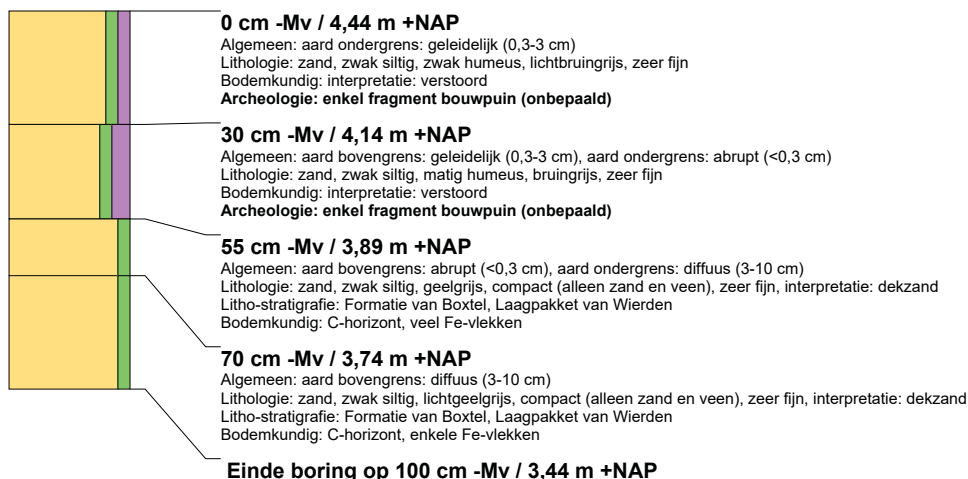 0 cm -Mv / 4,44 m +NAP
Algemeen: aard ondergrens: geleidelijk (0,3-3 cm)
Lithologie: zand, zwak siltig, zwak humeus, lichtbruingrijs, zeer fijn
Bodemkundig: interpretatie: verstoord
Archeologie: enkel fragment bouwpuin (onbepaald)
30 cm -Mv / 4,14 m +NAP
Algemeen: aard bovengrens: geleidelijk (0,3-3 cm), aard ondergrens: abrupt (<0,3 cm)
Lithologie: zand, zwak siltig, matig humeus, bruingrijs, zeer fijn
Bodemkundig: interpretatie: verstoord
Archeologie: enkel fragment bouwpuin (onbepaald)
55 cm -Mv / 3,89 m +NAP
Algemeen: aard bovengrens: abrupt (<0,3 cm), aard ondergrens: diffuus (3-10 cm)
Lithologie: zand, zwak siltig, geelgrijs, compact (alleen zand en veen), zeer fijn, interpretatie: dekzand
Litho-stratigrafie: Formatie van Boxtel, Laagpakket van Wierden
Bodemkundig: C-horizont, veel Fe-vlekken
70 cm -Mv / 3,74 m +NAP
Algemeen: aard bovengrens: diffuus (3-10 cm)
Lithologie: zand, zwak siltig, lichtgeelgrijs, compact (alleen zand en veen), zeer fijn, interpretatie: dekzand
Litho-stratigrafie: Formatie van Boxtel, Laagpakket van Wierden
Bodemkundig: C-horizont, enkele Fe-vlekken
Einde boring op 100 cm -Mv / 3,44 m +NAP